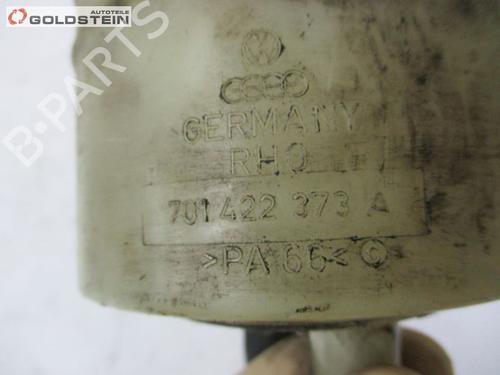 AUTOTEILE
GOLDSTEIN
B-PARTS
GERMANY
RHO
701 422 373 A
>PA 66< C